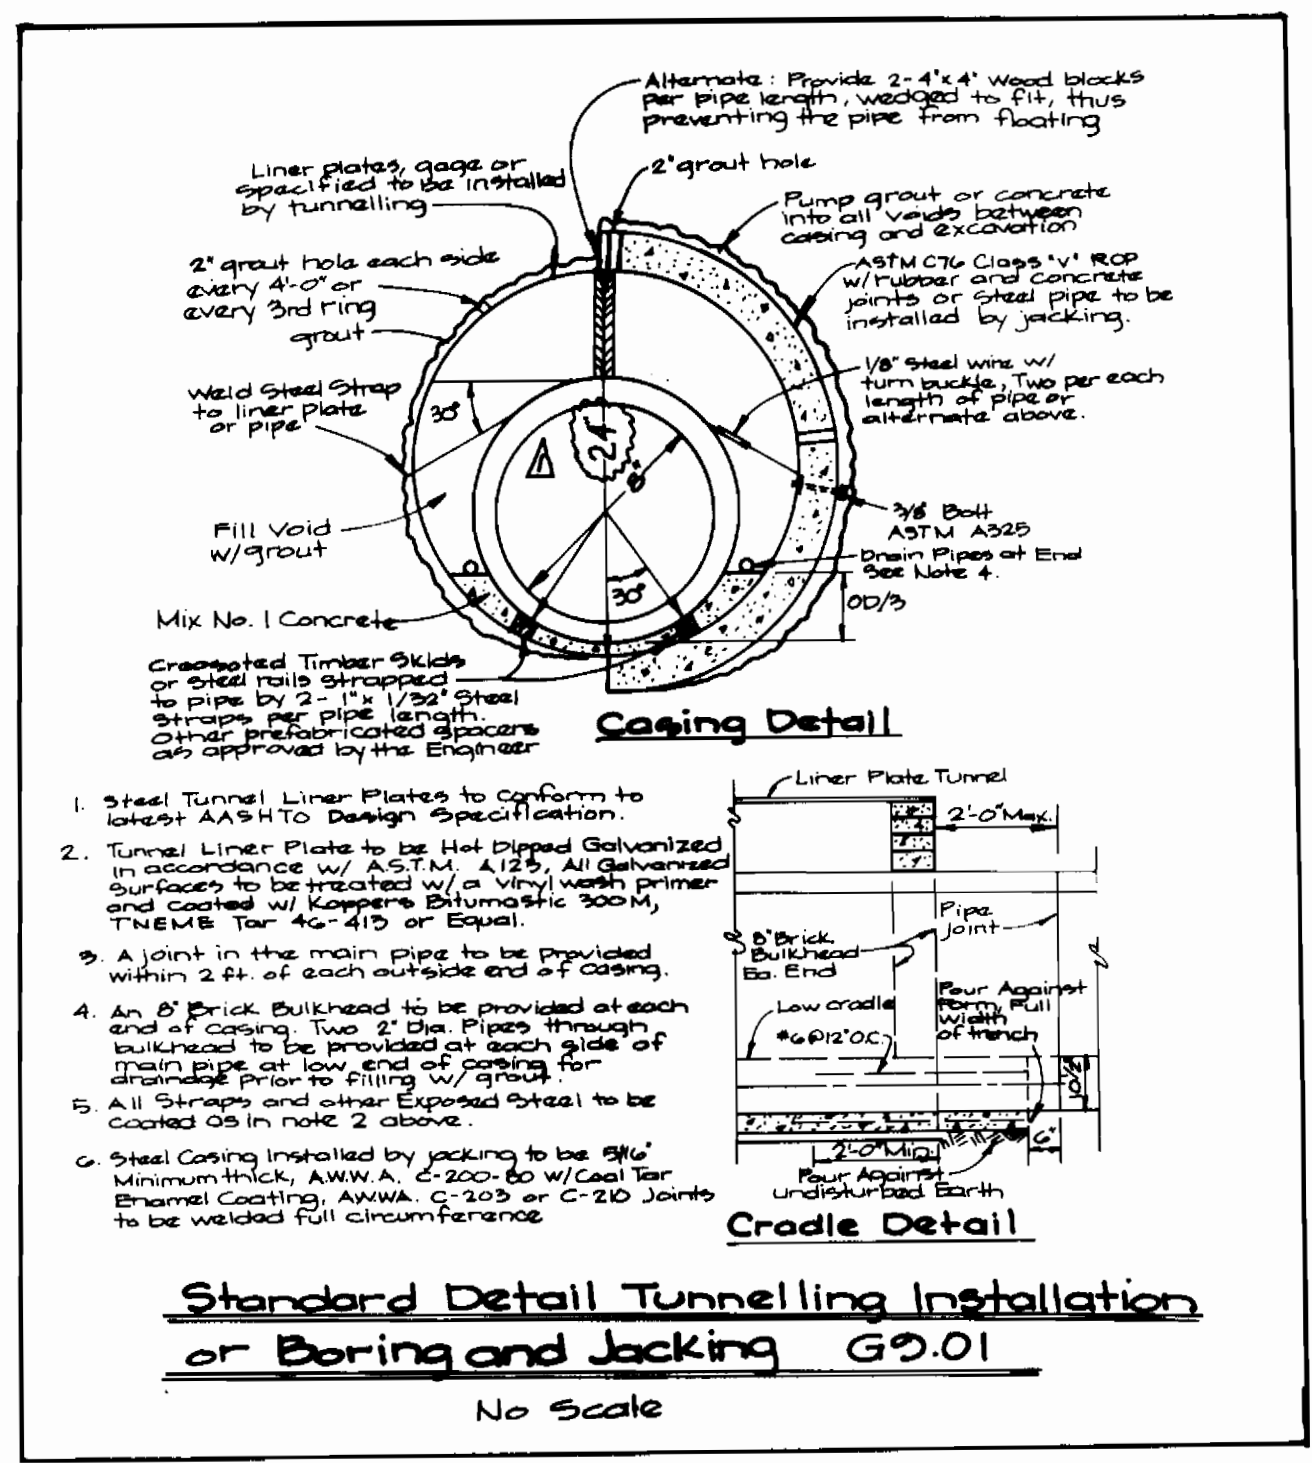 Alternate: Provide 2-4"x4" Wood blocks
per pipe length, wedged to fit, thus
preventing the pipe from floating
2" grout hole
Liner plates, gage or
specified to be installed
by tunnelling
Pump grout or concrete
into all voids between
casing and excavation
2" grout hole each side
every 4'-0" or
every 3rd ring
grout
ASTM C76 Class "V" RCP
w/rubber and concrete
joints or Steel pipe to be
installed by jacking.
Weld Steel Strap
to liner plate
or pipe
1/8" Steel wire w/
turn buckle, Two per each
length of pipe or
alternate above.
30°
24
1
Fill Void
w/grout
3/8" Bolt
ASTM A325
Drain Pipes at End
See Note 4.
30°
OD/3
Mix No. 1 Concrete
Creosoted Timber Skids
or Steel rails strapped
to pipe by 2- 1"x 1/32" Steel
Straps per pipe length.
Other prefabricated spacers
as approved by the Engineer
Casing Detail
1. Steel Tunnel Liner Plates to Conform to
latest AASHTO Design Specification.
2. Tunnel Liner Plate to be Hot Dipped Galvanized
in accordance w/ A.S.T.M. A123, All Galvanized
surfaces to be treated w/ a vinyl wash primer
and coated w/ Koppers Bitumastic 300M,
TNEME Tar 46-413 or Equal.
3. A joint in the main pipe to be provided
within 2 ft. of each outside end of casing.
4. An 8" Brick Bulkhead to be provided at each
end of casing. Two 2" Dia. Pipes through
bulkhead to be provided at each side of
main pipe at low end of casing for
drainage prior to filling w/ grout.
5. All Straps and other Exposed Steel to be
coated as in note 2 above.
6. Steel Casing Installed by jacking to be 5/16"
Minimum thick, A.W.W.A. C-200-80 w/Coal Tar
Enamel Coating, A.W.W.A. C-203 or C-210 Joints
to be welded full circumference
Liner Plate Tunnel
2'-0" Max.
Pipe
Joint
8" Brick
Bulkhead
Ea. End
Pour Against
Form, Full
Width
of trench
Low cradle
#6@12"O.C.
10 1/2"
6"
2'-0" Min.
Pour Against
undisturbed Earth
Cradle Detail
Standard Detail Tunnelling Installation
or Boring and Jacking G9.01
No Scale